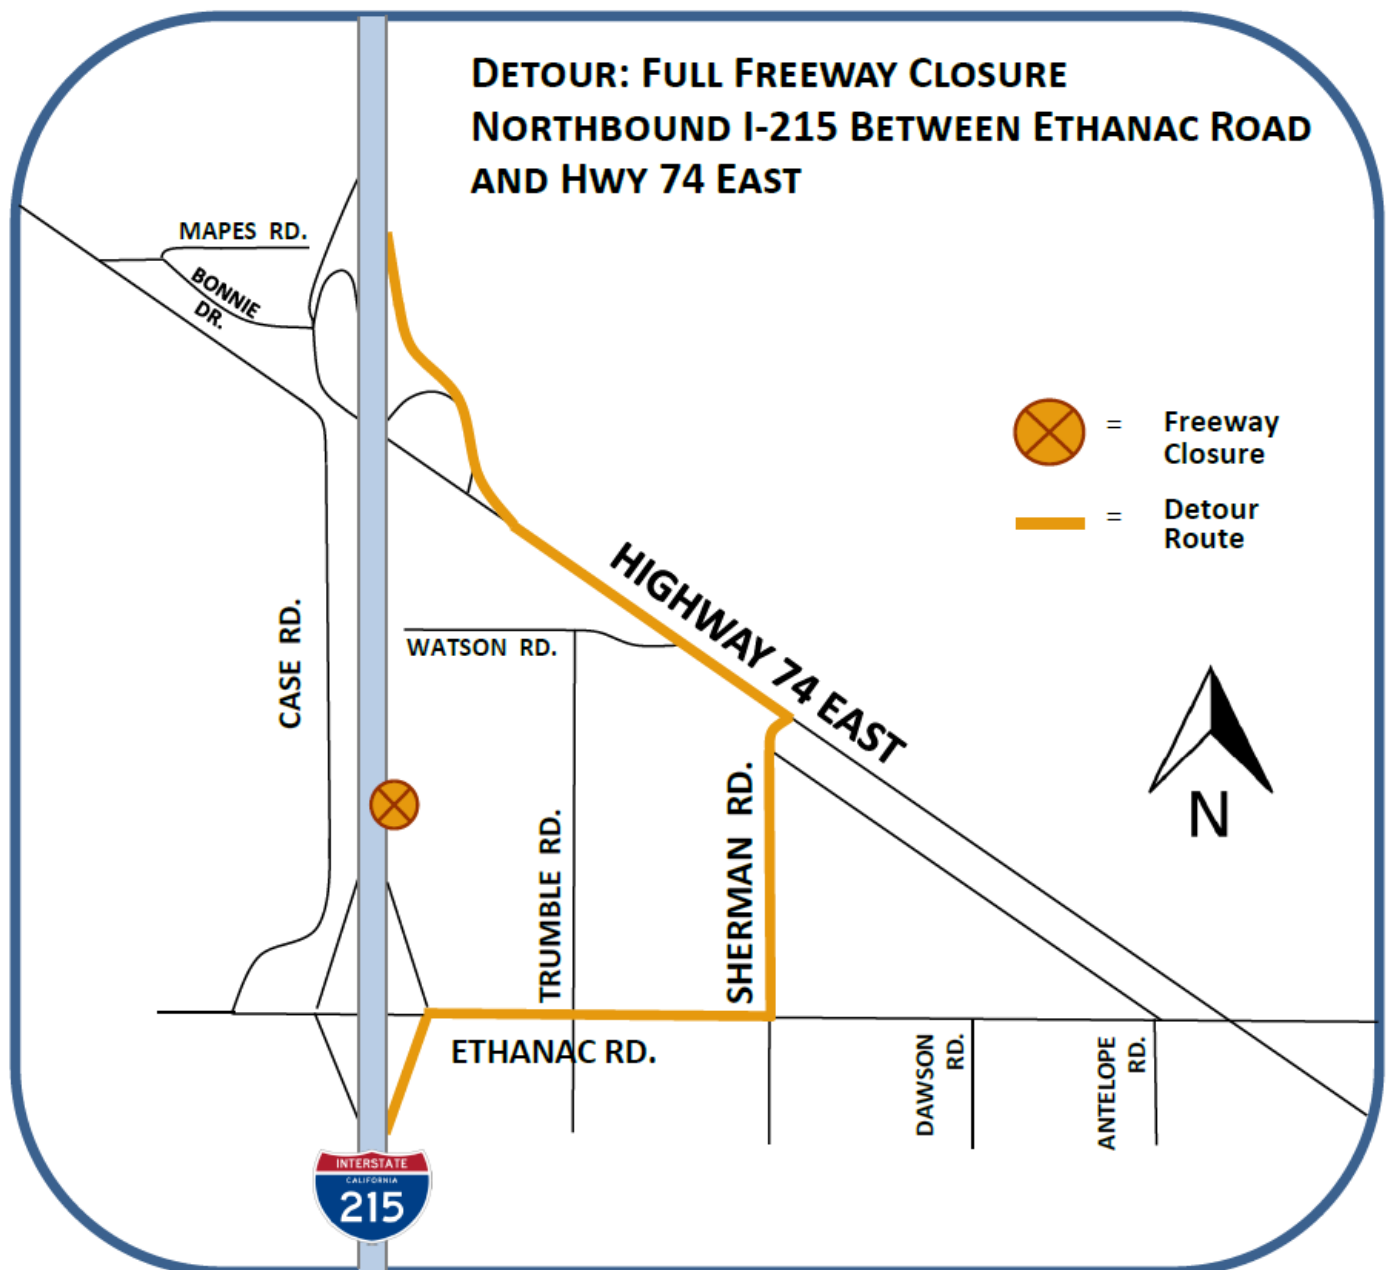 DETOUR: FULL FREEWAY CLOSURE
NORTHBOUND I-215 BETWEEN ETHANAC ROAD
AND HWY 74 EAST
MAPES RD.
BONNIE
DR.
= Freeway
Closure
= Detour
Route
HIGHWAY 74 EAST
CASE RD.
WATSON RD.
TRUMBLE RD.
SHERMAN RD.
N
ETHANAC RD.
DAWSON
RD.
ANTELOPE
RD.
INTERSTATE
CALIFORNIA
215